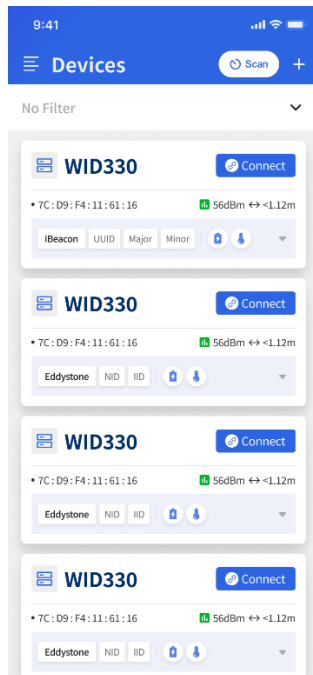 9:41
Devices
Scan +
No Filter
WID330
Connect
• 7C : D9 : F4 : 11 : 61 : 16 56dBm ↔ <1.12m
IBeacon UUID Major Minor
WID330
Connect
• 7C : D9 : F4 : 11 : 61 : 16 56dBm ↔ <1.12m
Eddystone NID IID
WID330
Connect
• 7C : D9 : F4 : 11 : 61 : 16 56dBm ↔ <1.12m
Eddystone NID IID
WID330
Connect
• 7C : D9 : F4 : 11 : 61 : 16 56dBm ↔ <1.12m
Eddystone NID IID